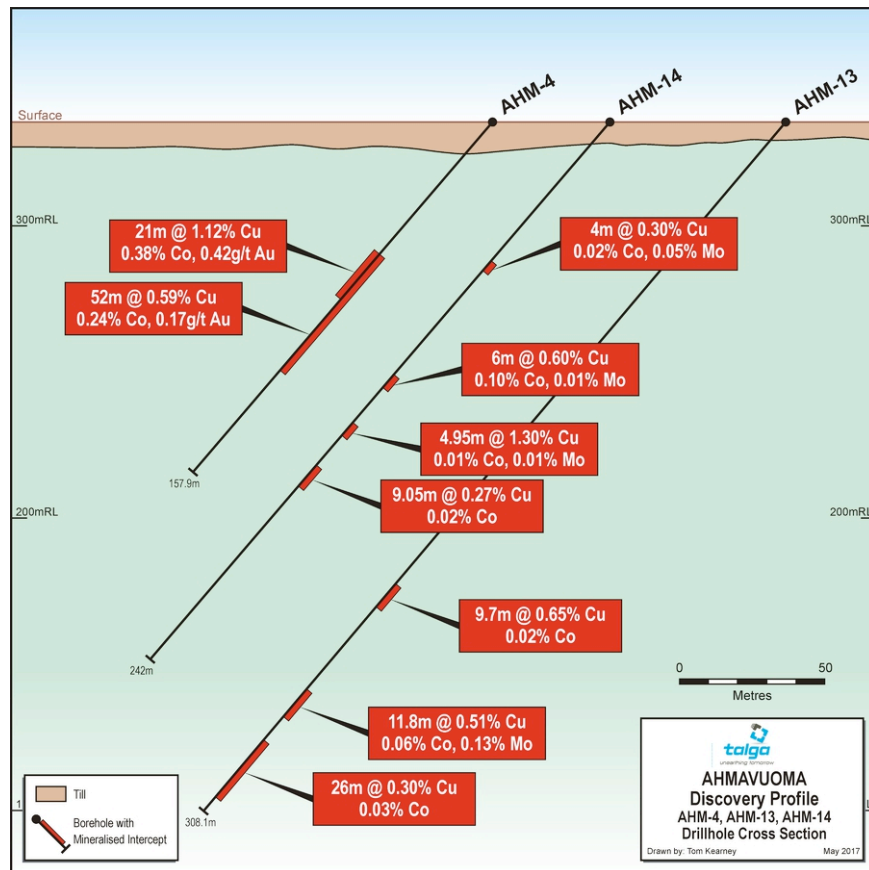 AHM-4
AHM-14
AHM-13
Surface
300mRL
300mRL
21m @ 1.12% Cu
0.38% Co, 0.42g/t Au
4m @ 0.30% Cu
0.02% Co, 0.05% Mo
52m @ 0.59% Cu
0.24% Co, 0.17g/t Au
6m @ 0.60% Cu
0.10% Co, 0.01% Mo
4.95m @ 1.30% Cu
0.01% Co, 0.01% Mo
157.9m
9.05m @ 0.27% Cu
0.02% Co
200mRL
200mRL
9.7m @ 0.65% Cu
0.02% Co
242m
0 50
Metres
11.8m @ 0.51% Cu
0.06% Co, 0.13% Mo
26m @ 0.30% Cu
0.03% Co
308.1m
Till
Borehole with
Mineralised Intercept
talga
unearthing tomorrow
AHMAVUOMA
Discovery Profile
AHM-4, AHM-13, AHM-14
Drillhole Cross Section
Drawn by: Tom Kearney May 2017